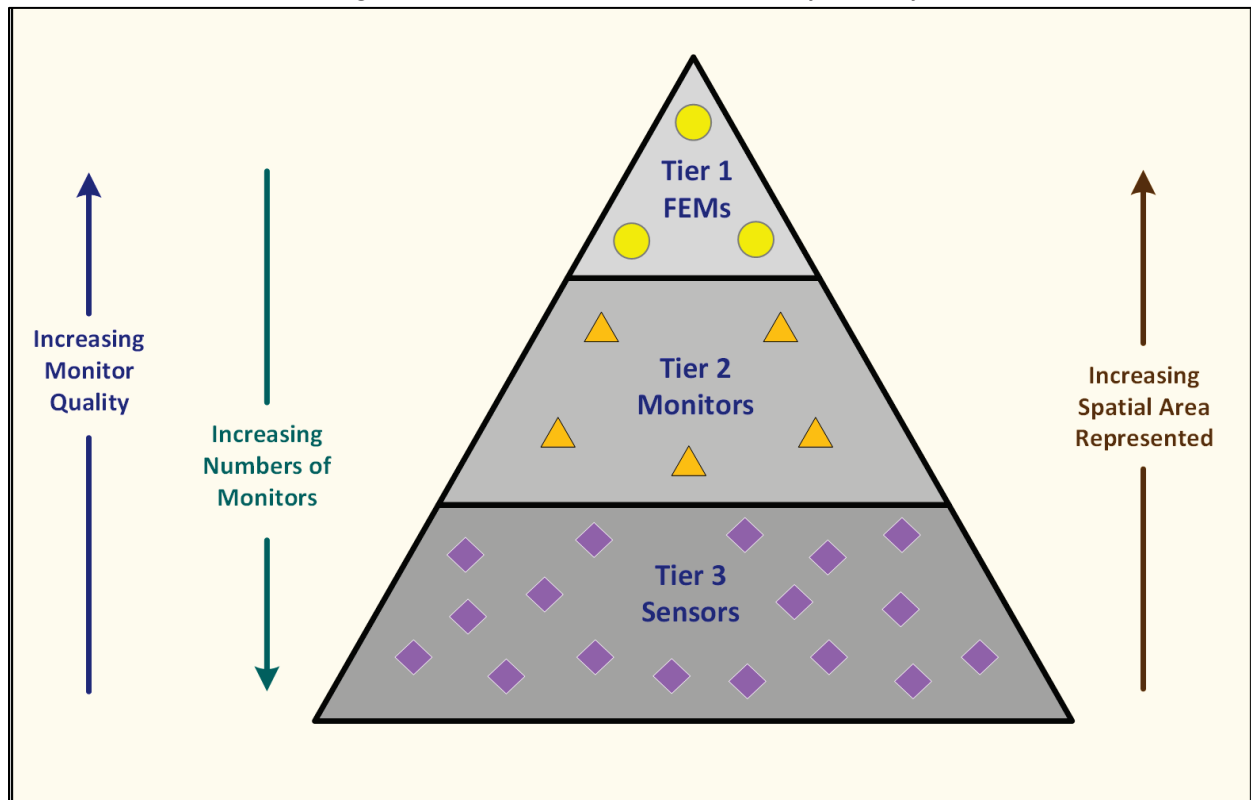 Tier 1
FEMs
Increasing
Monitor
Quality
Increasing
Numbers of
Monitors
Tier 2
Monitors
Increasing
Spatial Area
Represented
Tier 3
Sensors